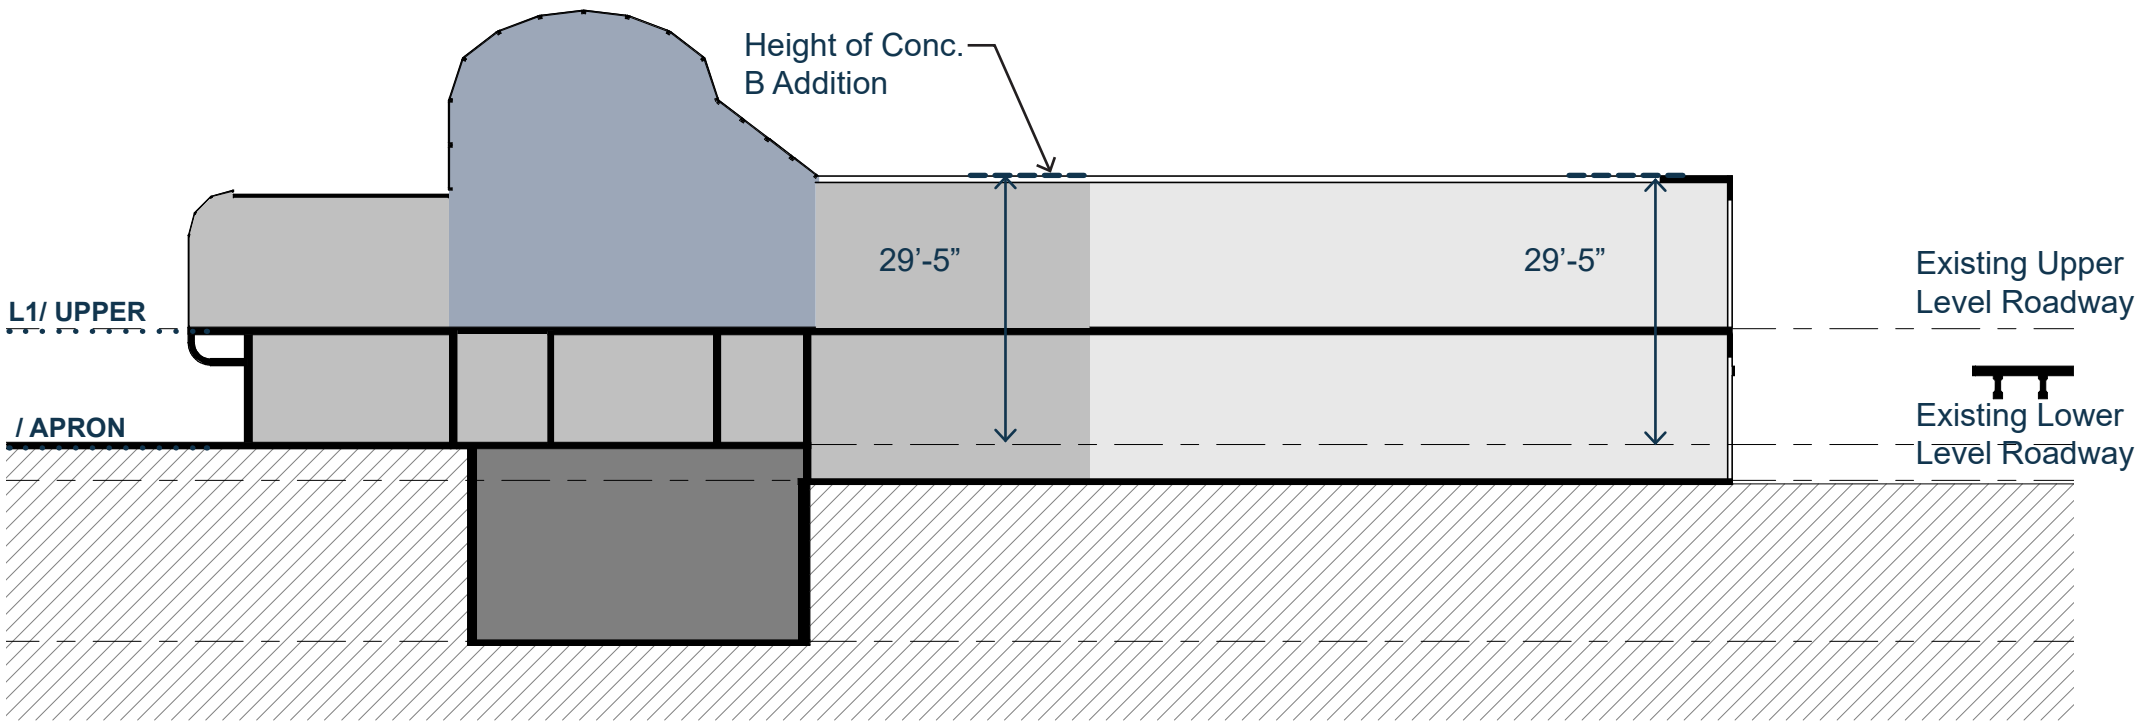 Height of Conc.
B Addition
29’-5”
29’-5”
Existing Upper
Level Roadway
L1/ UPPER
/ APRON
Existing Lower
Level Roadway